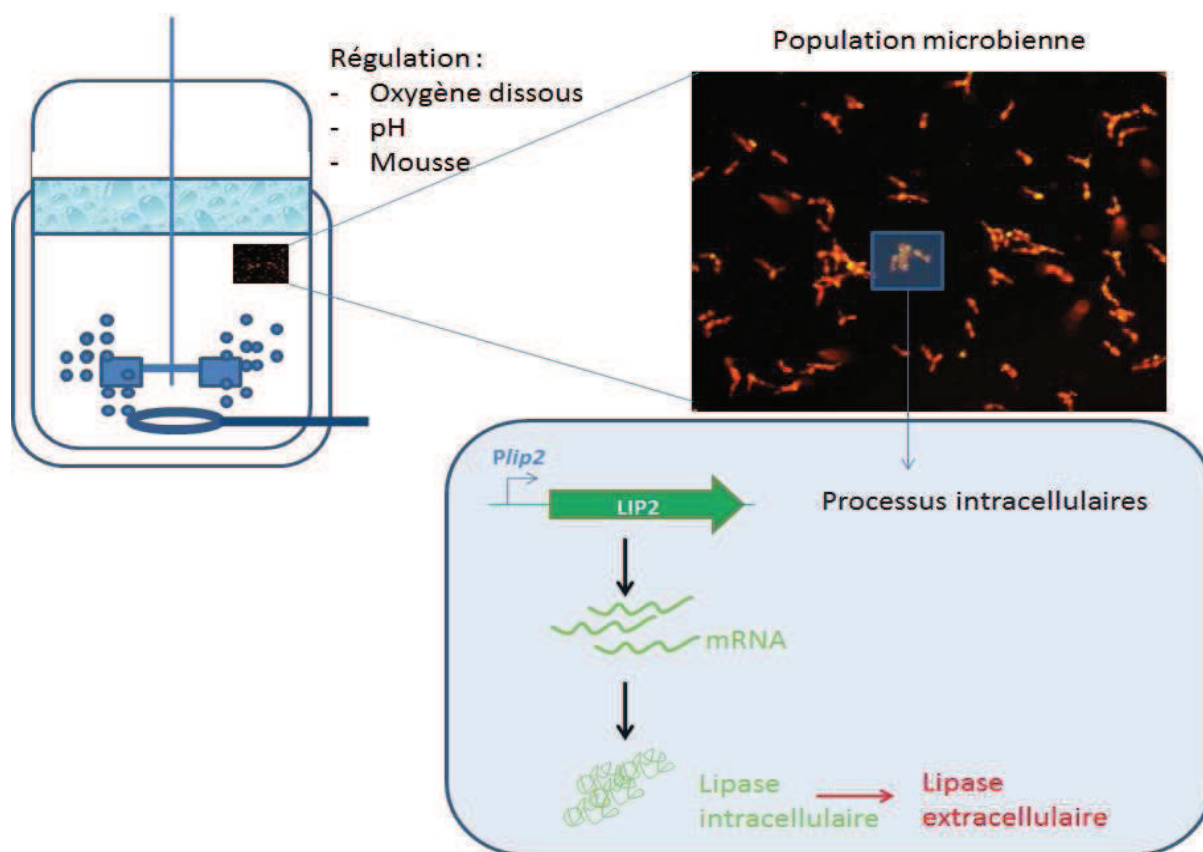 Régulation :
- Oxygène dissous
- pH
- Mousse
Population microbienne
Plip2
LIP2
Processus intracellulaires
mRNA
Lipase
intracellulaire
Lipase
extracellulaire